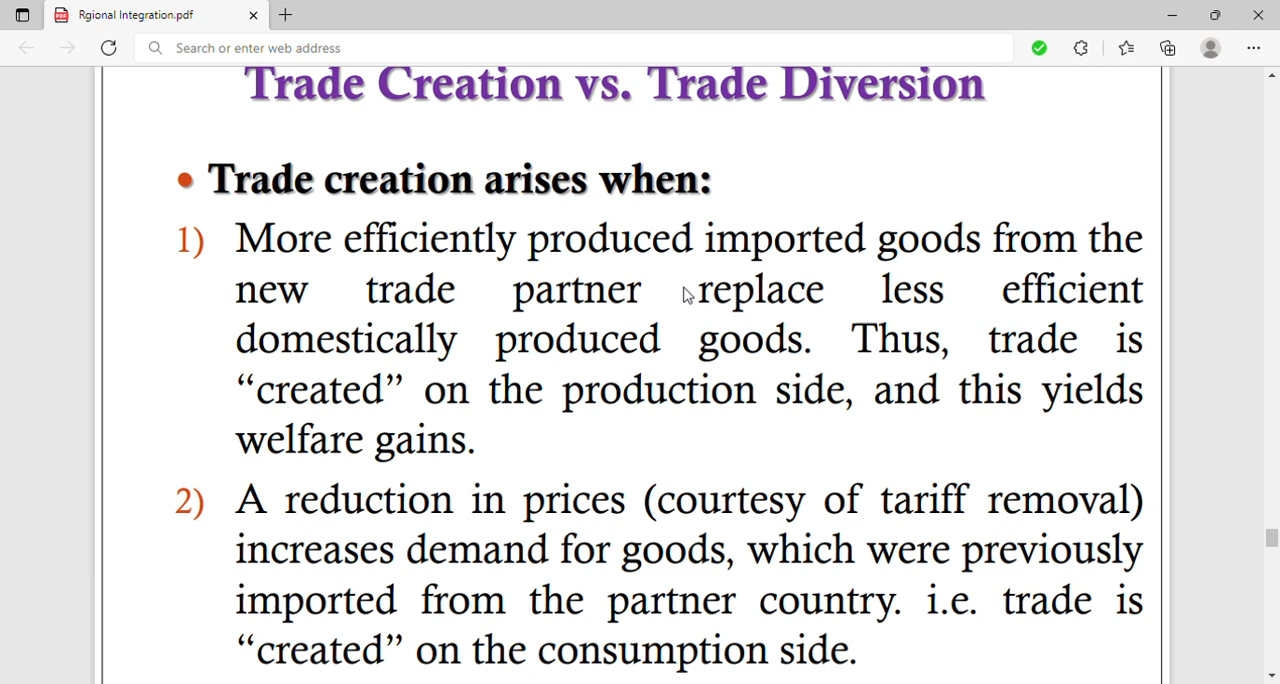 Rgional Integration.pdf
Search or enter web address
Trade Creation vs. Trade Diversion
• Trade creation arises when:
1) More efficiently produced imported goods from the
new trade partner replace less efficient
domestically produced goods. Thus, trade is
“created” on the production side, and this yields
welfare gains.
2) A reduction in prices (courtesy of tariff removal)
increases demand for goods, which were previously
imported from the partner country. i.e. trade is
“created” on the consumption side.